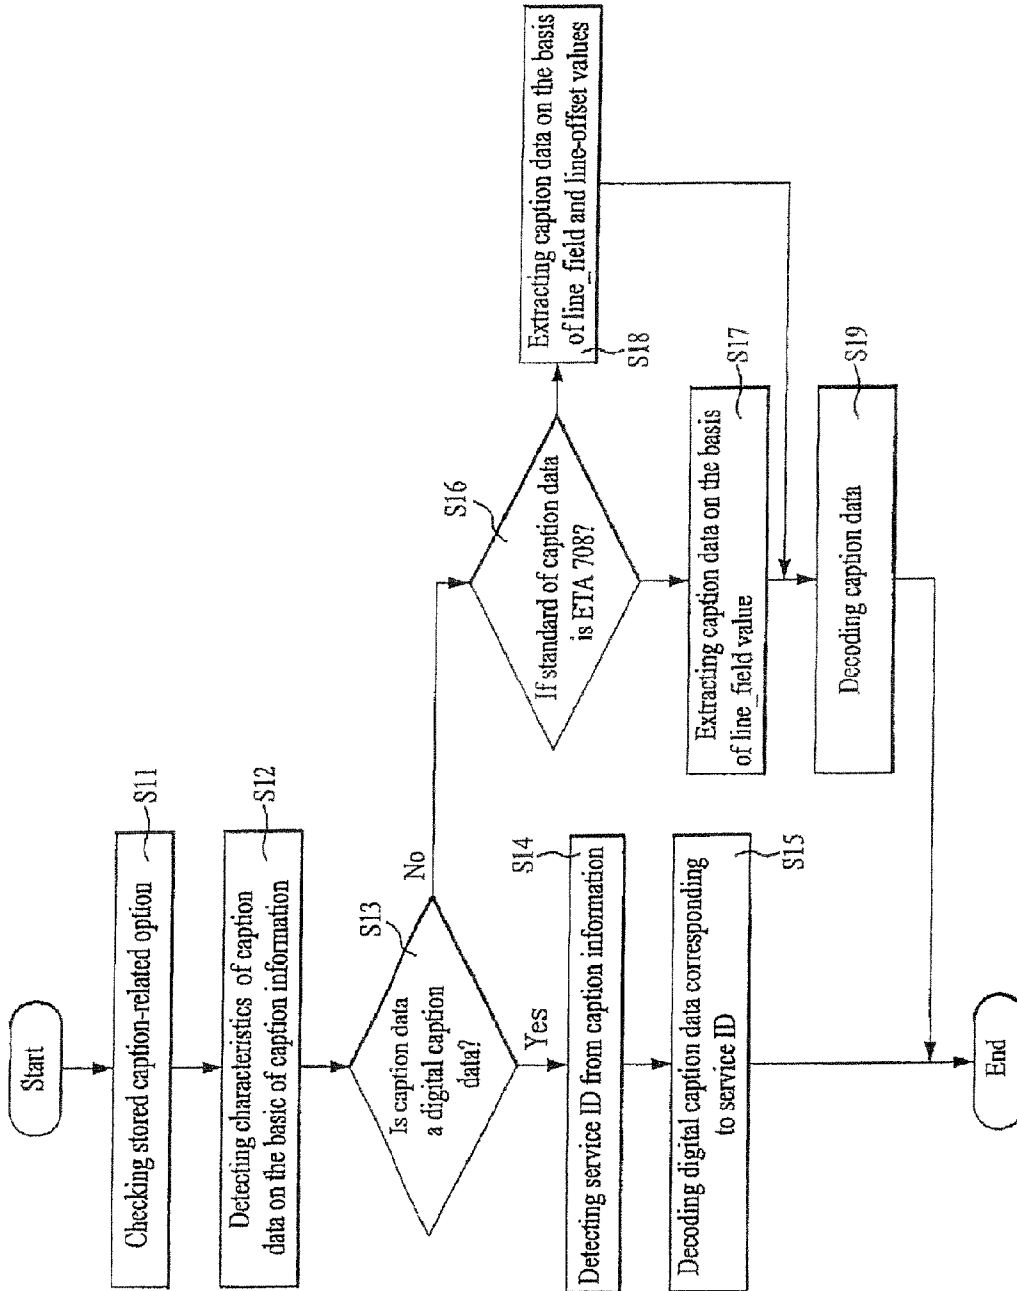 Start
Checking stored caption-related option
S11
Detecting characteristics of caption
data on the basic of caption information
S12
Is caption data
a digital caption
data?
S13
No
Yes
Detecting service ID from caption information
S14
Decoding digital caption data corresponding
to service ID
S15
If standard of caption data
is ETA 708?
S16
Extracting caption data on the basis
of line_field value
S17
Extracting caption data on the basis
of line_field and line-offset values
S18
Decoding caption data
S19
End